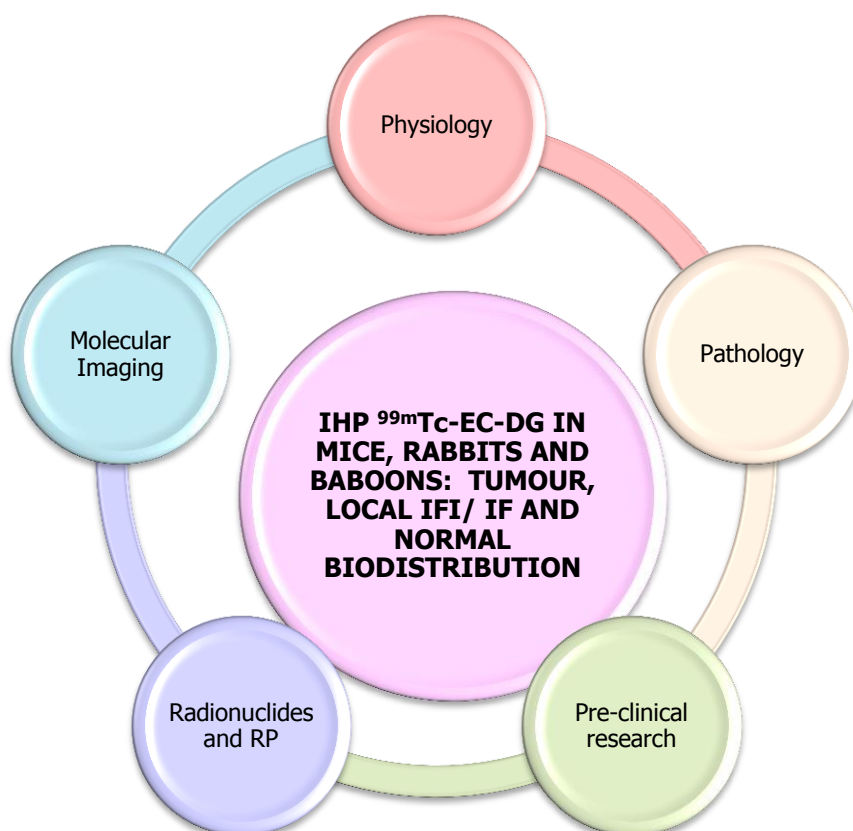 Physiology
Molecular
Imaging
Pathology
IHP ⁹⁹ᵐTc-EC-DG IN
MICE, RABBITS AND
BABOONS: TUMOUR,
LOCAL IFI/ IF AND
NORMAL
BIODISTRIBUTION
Radionuclides
and RP
Pre-clinical
research